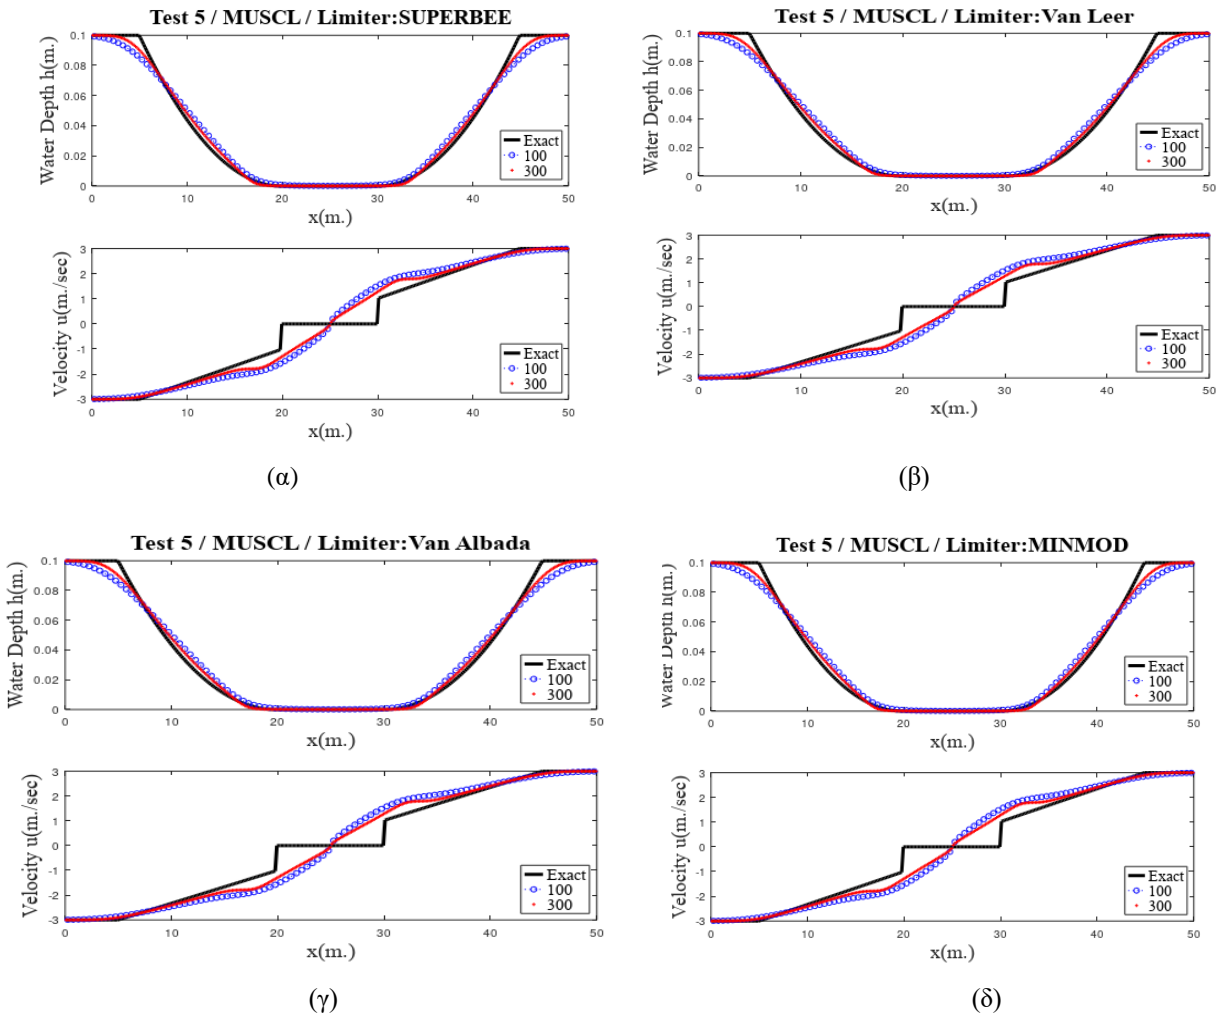 Test 5 / MUSCL / Limiter:SUPERBEE
Water Depth h(m.)
0.1
0.08
0.06
0.04
0.02
0
Exact
100
300
0 10 20 30 40 50
x(m.)
Velocity u(m./sec)
3
2
1
0
-1
-2
-3
Exact
100
300
0 10 20 30 40 50
x(m.)
(α)
Test 5 / MUSCL / Limiter:Van Leer
Water Depth h(m.)
0.1
0.08
0.06
0.04
0.02
0
Exact
100
300
0 10 20 30 40 50
x(m.)
Velocity u(m./sec)
3
2
1
0
-1
-2
-3
Exact
100
300
0 10 20 30 40 50
x(m.)
(β)
Test 5 / MUSCL / Limiter:Van Albada
Water Depth h(m.)
0.1
0.08
0.06
0.04
0.02
0
Exact
100
300
0 10 20 30 40 50
x(m.)
Velocity u(m./sec)
3
2
1
0
-1
-2
-3
Exact
100
300
0 10 20 30 40 50
x(m.)
(γ)
Test 5 / MUSCL / Limiter:MINMOD
Water Depth h(m.)
0.1
0.08
0.06
0.04
0.02
0
Exact
100
300
0 10 20 30 40 50
x(m.)
Velocity u(m./sec)
3
2
1
0
-1
-2
-3
Exact
100
300
0 10 20 30 40 50
x(m.)
(δ)